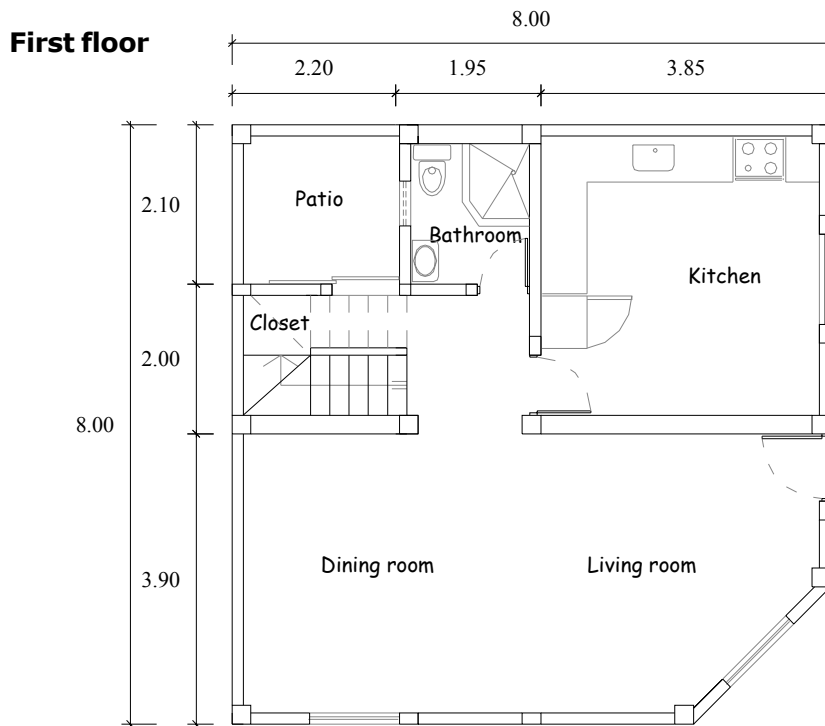 First floor
8.00
2.20
1.95
3.85
2.10
Patio
Bathroom
Kitchen
Closet
2.00
8.00
3.90
Dining room
Living room